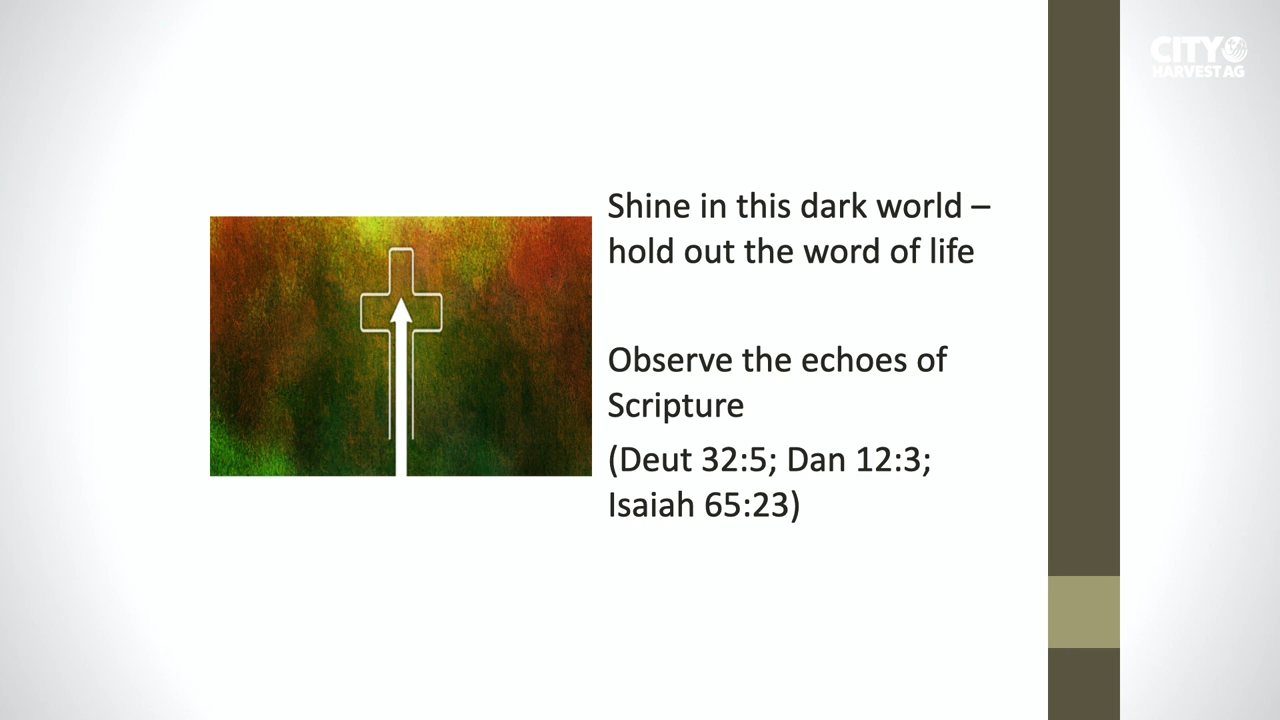 CITY
HARVEST AG
Shine in this dark world –
hold out the word of life
Observe the echoes of
Scripture
(Deut 32:5; Dan 12:3;
Isaiah 65:23)